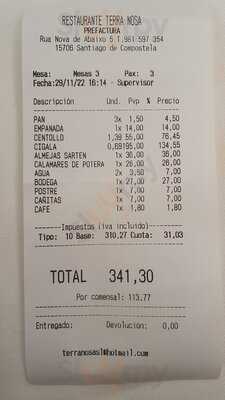 RESTAURANTE TERRA NOSA
PREFACTURA
Rua Nova de Abaixo 5 T.981-597 354
15706 Santiago de Compostela
Mesa: Mesas 3 Pax: 3
Fecha:29/11/22 16:14 - Supervisor
Descripción Und. Pvp % Precio
PAN 3x 1,50 4,50
EMPANADA 1x 14,00 14,00
CENTOLLO 1,39 55,00 76,45
CIGALA 0,69 195,00 134,55
ALMEJAS SARTEN 1x 36,00 36,00
CALAMARES DE POTERA 1x 26,00 26,00
AGUA 2x 3,50 7,00
BODEGA 1x 27,00 27,00
POSTRE 1x 7,00 7,00
CAÑITAS 1x 7,00 7,00
CAFE 1x 1,80 1,80
Impuestos (iva incluido)
Tipo: 10 Base: 310,27 Cuota: 31,03
TOTAL 341,30
Por comensal: 113,77
Entregado: Devolución: 0,00
terranosasl@hotmail.com